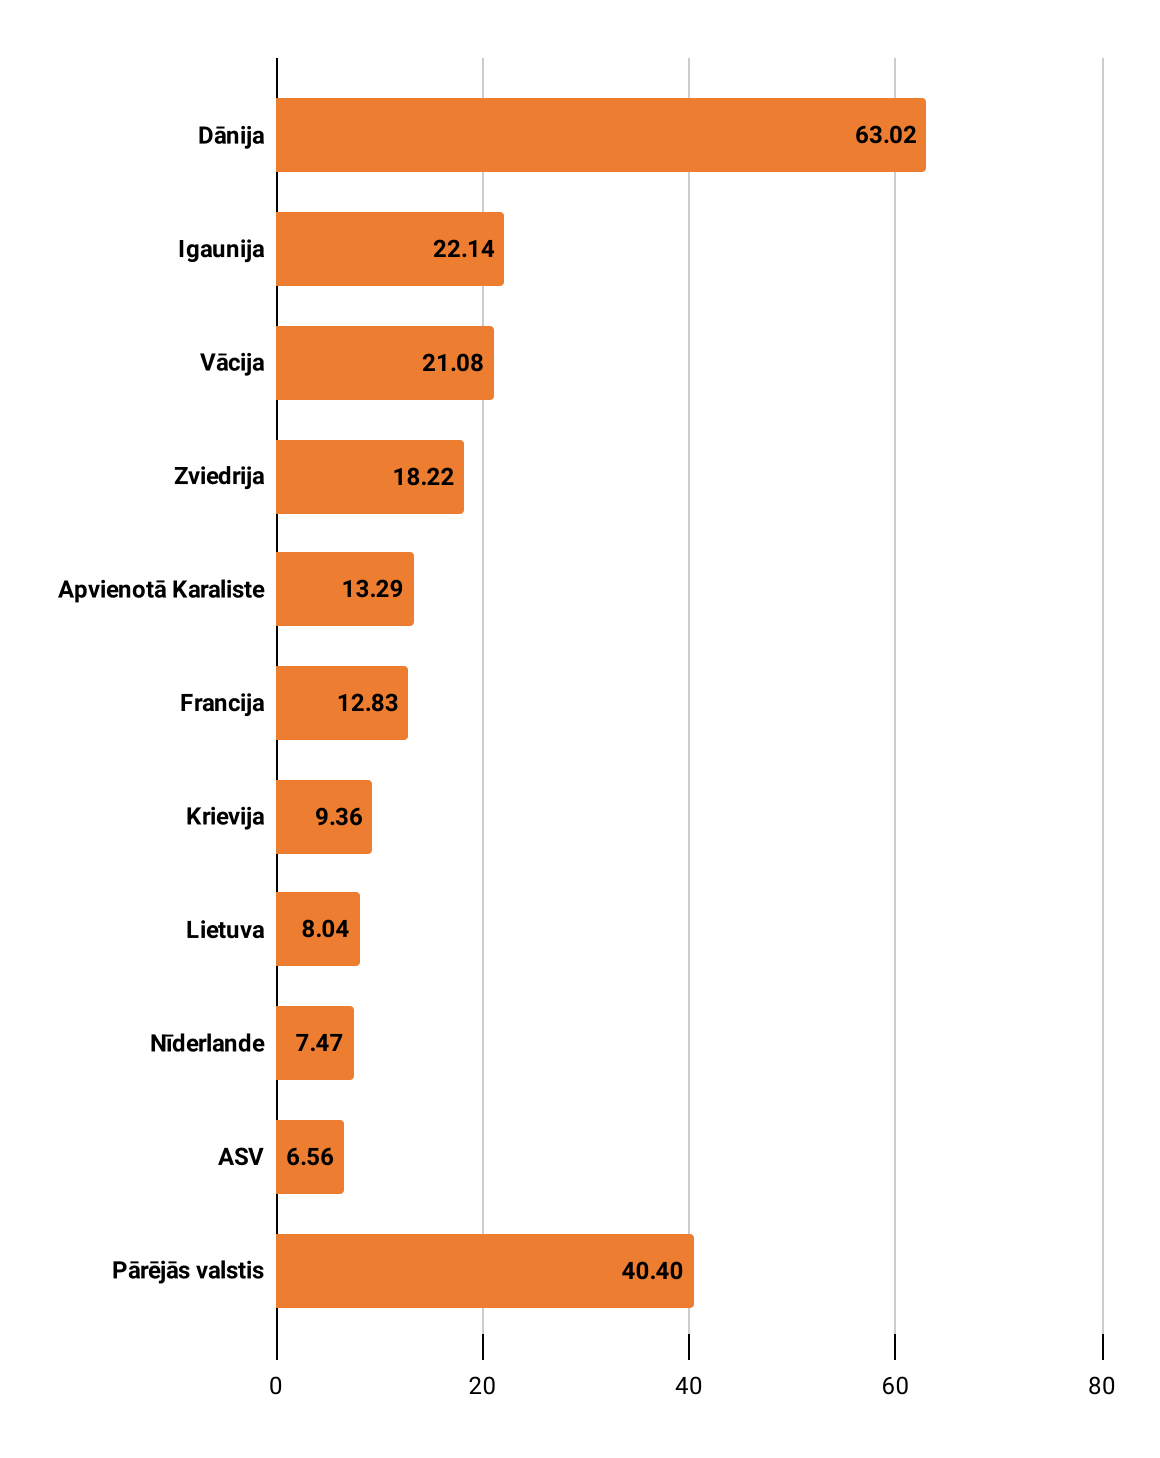 Dānija 63.02
Igaunija 22.14
Vācija 21.08
Zviedrija 18.22
Apvienotā Karaliste 13.29
Francija 12.83
Krievija 9.36
Lietuva 8.04
Nīderlande 7.47
ASV 6.56
Pārējās valstis 40.40
0 20 40 60 80